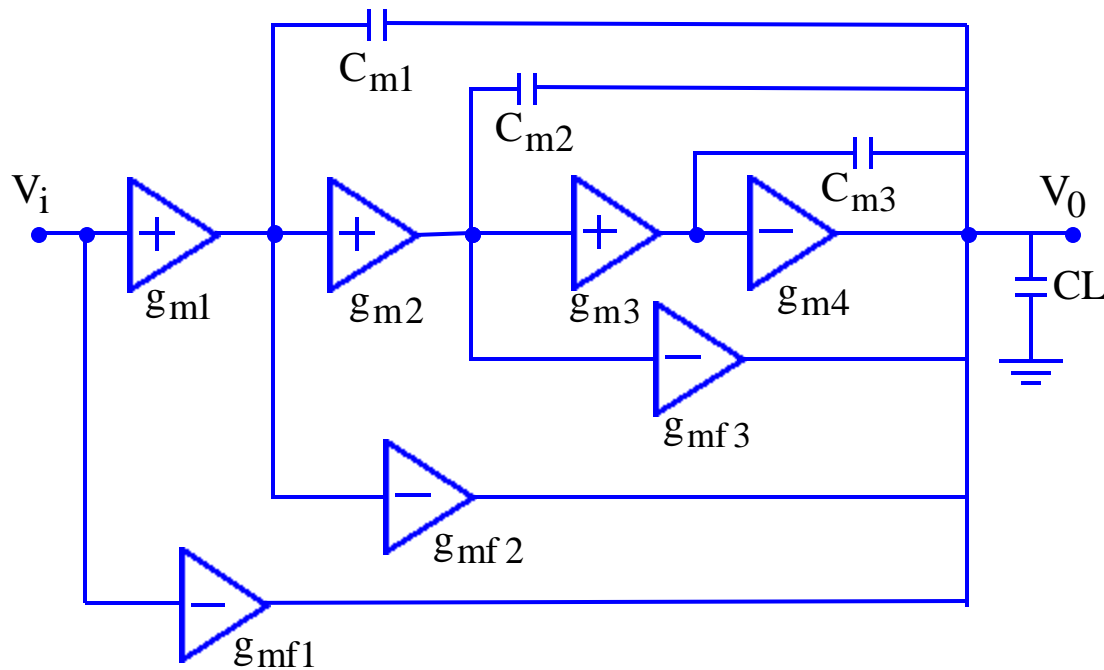 Cm1
Cm2
Cm3
Vi
V0
+
+
+
−
CL
gm1
gm2
gm3
gm4
−
gmf3
−
gmf2
−
gmf1